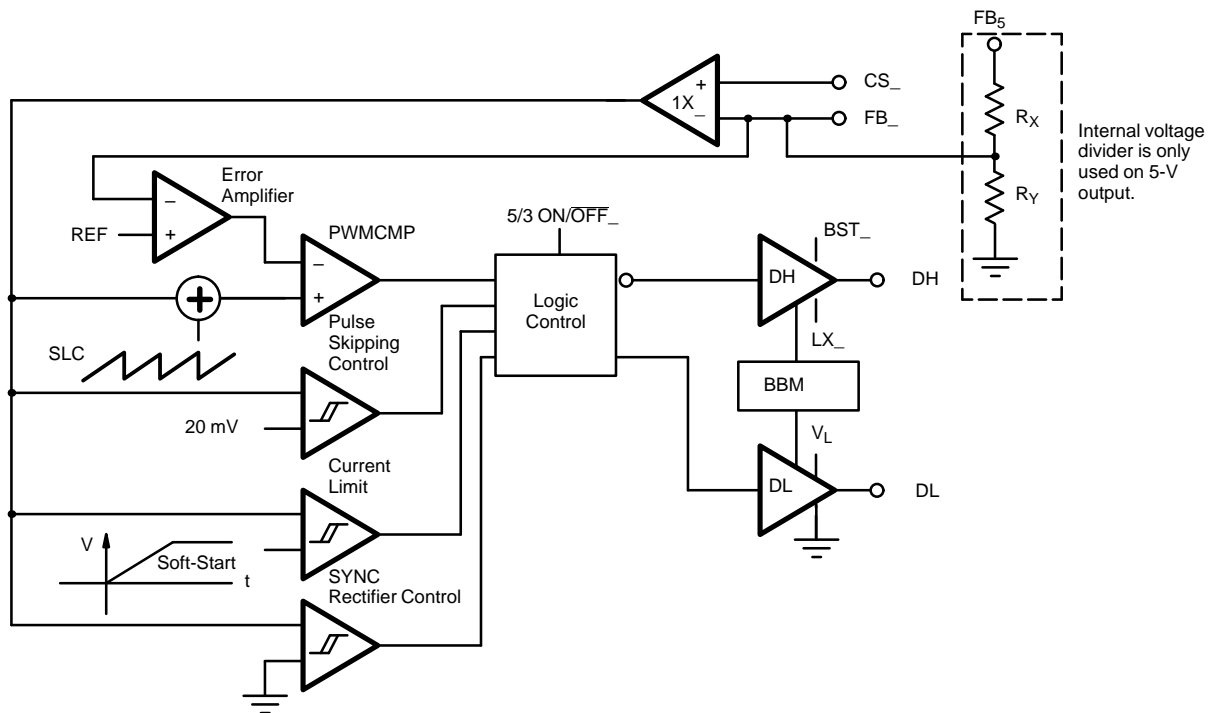 FB5
CS_
1X
+
–
FB_
RX
Internal voltage
divider is only
used on 5-V
output.
RY
Error
Amplifier
–
REF
+
5/3 ON/OFF_
PWMCMP
–
+
BST_
DH
DH
Logic
Control
LX_
Pulse
Skipping
Control
SLC
BBM
20 mV
VL
Current
Limit
DL
DL
V
Soft-Start
t
SYNC
Rectifier Control